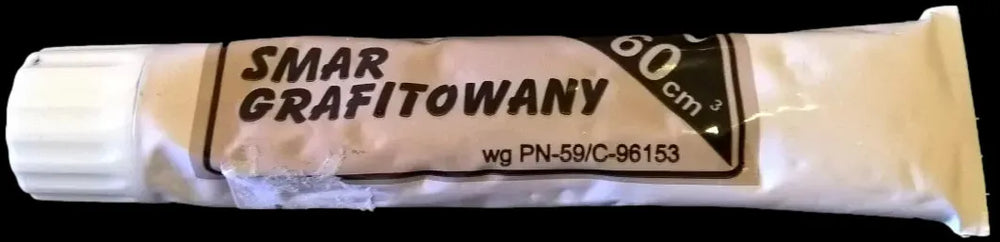 SMAR
GRAFITOWANY
60 cm³
wg PN-59/C-96153